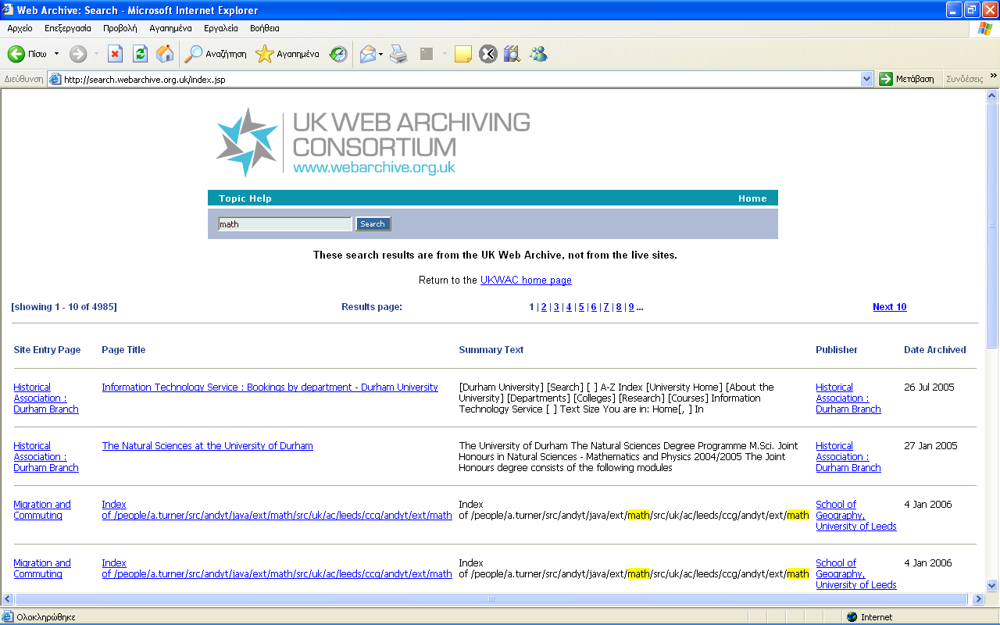 Web Archive: Search - Microsoft Internet Explorer
Αρχείο Επεξεργασία Προβολή Αγαπημένα Εργαλεία Βοήθεια
Πίσω Αναζήτηση Αγαπημένα
Διεύθυνση http://search.webarchive.org.uk/index.jsp Μετάβαση Συνδέσεις »
UK WEB ARCHIVING
CONSORTIUM
www.webarchive.org.uk
Topic Help Home
math Search
These search results are from the UK Web Archive, not from the live sites.
Return to the UKWAC home page
[showing 1 - 10 of 4985] Results page: 1 | 2 | 3 | 4 | 5 | 6 | 7 | 8 | 9 ... Next 10
Site Entry Page Page Title Summary Text Publisher Date Archived
Historical Information Technology Service : Bookings by department - Durham University [Durham University] [Search] [ ] A-Z Index [University Home] [About the Historical 26 Jul 2005
Association : University] [Departments] [Colleges] [Research] [Courses] Information Association :
Durham Branch Technology Service [ ] Text Size You are in: Home[, ] In Durham Branch
Historical The Natural Sciences at the University of Durham The University of Durham The Natural Sciences Degree Programme M.Sci. Joint Historical 27 Jan 2005
Association : Honours in Natural Sciences - Mathematics and Physics 2004/2005 The Joint Association :
Durham Branch Honours degree consists of the following modules Durham Branch
Migration and Index Index School of 4 Jan 2006
Commuting of /people/a.turner/src/andyt/java/ext/math/src/uk/ac/leeds/ccg/andyt/ext/math of /people/a.turner/src/andyt/java/ext/math/src/uk/ac/leeds/ccg/andyt/ext/math Geography,
University of Leeds
Migration and Index Index School of 4 Jan 2006
Commuting of /people/a.turner/src/andyt/java/ext/math/src/uk/ac/leeds/ccg/andyt/ext/math of /people/a.turner/src/andyt/java/ext/math/src/uk/ac/leeds/ccg/andyt/ext/math Geography,
University of Leeds
Ολοκληρώθηκε Internet